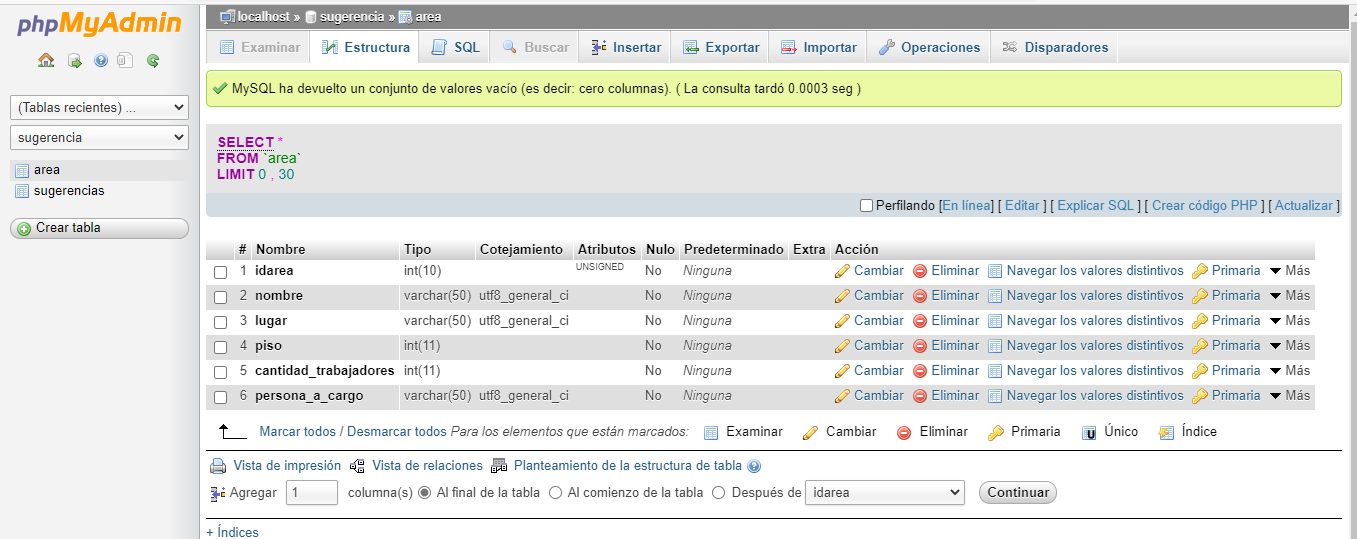 phpMyAdmin
(Tablas recientes) ...
sugerencia
area
sugerencias
Crear tabla
localhost » sugerencia » area
Examinar Estructura SQL Buscar Insertar Exportar Importar Operaciones Disparadores
MySQL ha devuelto un conjunto de valores vacío (es decir: cero columnas). ( La consulta tardó 0.0003 seg )
SELECT *
FROM `area`
LIMIT 0 , 30
Perfilando [En línea] [ Editar ] [ Explicar SQL ] [ Crear código PHP ] [ Actualizar ]
# Nombre Tipo Cotejamiento Atributos Nulo Predeterminado Extra Acción
1 idarea int(10) UNSIGNED No Ninguna Cambiar Eliminar Navegar los valores distintivos Primaria Más
2 nombre varchar(50) utf8_general_ci No Ninguna Cambiar Eliminar Navegar los valores distintivos Primaria Más
3 lugar varchar(50) utf8_general_ci No Ninguna Cambiar Eliminar Navegar los valores distintivos Primaria Más
4 piso int(11) No Ninguna Cambiar Eliminar Navegar los valores distintivos Primaria Más
5 cantidad_trabajadores int(11) No Ninguna Cambiar Eliminar Navegar los valores distintivos Primaria Más
6 persona_a_cargo varchar(50) utf8_general_ci No Ninguna Cambiar Eliminar Navegar los valores distintivos Primaria Más
Marcar todos / Desmarcar todos Para los elementos que están marcados: Examinar Cambiar Eliminar Primaria Único Índice
Vista de impresión Vista de relaciones Planteamiento de la estructura de tabla
Agregar 1 columna(s) Al final de la tabla Al comienzo de la tabla Después de idarea Continuar
+ Índices